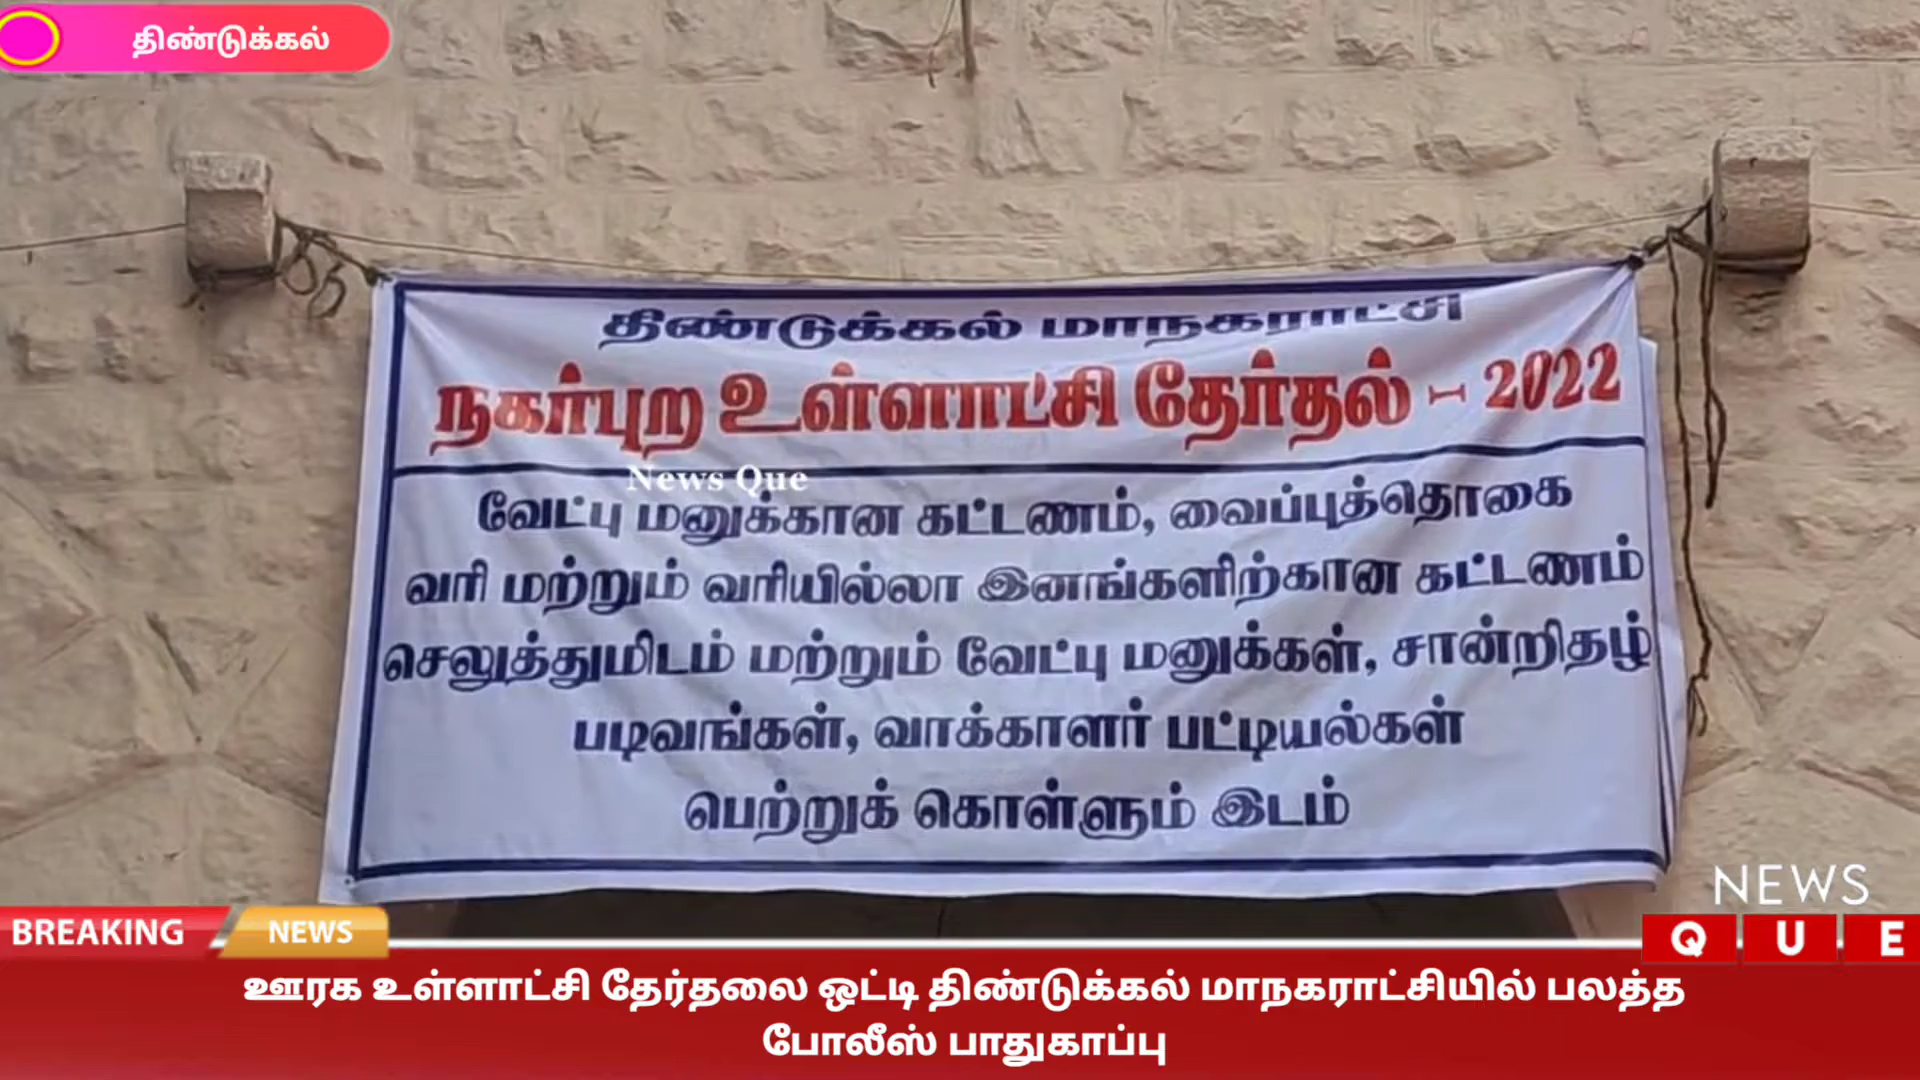 திண்டுக்கல்
திண்டுக்கல் மாநகராட்சி
நகர்புற உள்ளாட்சி தேர்தல் - 2022
News Que
வேட்பு மனுக்கான கட்டணம், வைப்புத்தொகை
வரி மற்றும் வரியில்லா இனங்களிற்கான கட்டணம்
செலுத்துமிடம் மற்றும் வேட்பு மனுக்கள், சான்றிதழ்
படிவங்கள், வாக்காளர் பட்டியல்கள்
பெற்றுக் கொள்ளும் இடம்
NEWS
QUE
BREAKING NEWS
ஊரக உள்ளாட்சி தேர்தலை ஒட்டி திண்டுக்கல் மாநகராட்சியில் பலத்த
போலீஸ் பாதுகாப்பு